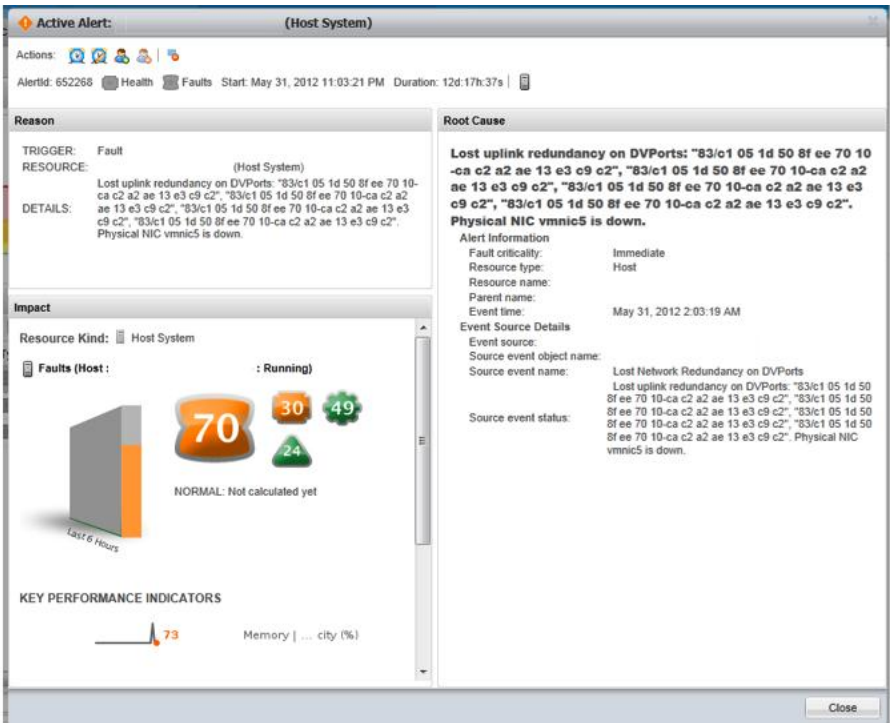 Active Alert: (Host System)
Actions:
AlertId: 652268 Health Faults Start: May 31, 2012 11:03:21 PM Duration: 12d:17h:37s
Reason
TRIGGER: Fault
RESOURCE: (Host System)
DETAILS: Lost uplink redundancy on DVPorts: "83/c1 05 1d 50 8f ee 70 10-
ca c2 a2 ae 13 e3 c9 c2", "83/c1 05 1d 50 8f ee 70 10-ca c2 a2
ae 13 e3 c9 c2", "83/c1 05 1d 50 8f ee 70 10-ca c2 a2 ae 13 e3
c9 c2", "83/c1 05 1d 50 8f ee 70 10-ca c2 a2 ae 13 e3 c9 c2".
Physical NIC vmnic5 is down.
Impact
Resource Kind: Host System
Faults (Host : : Running)
70
30
49
24
NORMAL: Not calculated yet
Last 6 Hours
KEY PERFORMANCE INDICATORS
73 Memory | ... city (%)
Root Cause
Lost uplink redundancy on DVPorts: "83/c1 05 1d 50 8f ee 70 10
-ca c2 a2 ae 13 e3 c9 c2", "83/c1 05 1d 50 8f ee 70 10-ca c2 a2
ae 13 e3 c9 c2", "83/c1 05 1d 50 8f ee 70 10-ca c2 a2 ae 13 e3
c9 c2", "83/c1 05 1d 50 8f ee 70 10-ca c2 a2 ae 13 e3 c9 c2".
Physical NIC vmnic5 is down.
Alert Information
Fault criticality: Immediate
Resource type: Host
Resource name:
Parent name:
Event time: May 31, 2012 2:03:19 AM
Event Source Details
Event source:
Source event object name:
Source event name: Lost Network Redundancy on DVPorts
Source event status: Lost uplink redundancy on DVPorts: "83/c1 05 1d 50
8f ee 70 10-ca c2 a2 ae 13 e3 c9 c2", "83/c1 05 1d 50
8f ee 70 10-ca c2 a2 ae 13 e3 c9 c2", "83/c1 05 1d 50
8f ee 70 10-ca c2 a2 ae 13 e3 c9 c2", "83/c1 05 1d 50
8f ee 70 10-ca c2 a2 ae 13 e3 c9 c2". Physical NIC
vmnic5 is down.
Close